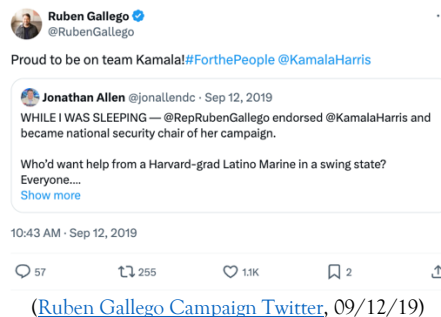 Ruben Gallego
@RubenGallego
Proud to be on team Kamala!#ForthePeople @KamalaHarris
Jonathan Allen @jonallendc · Sep 12, 2019
WHILE I WAS SLEEPING — @RepRubenGallego endorsed @KamalaHarris and
became national security chair of her campaign.
Who'd want help from a Harvard-grad Latino Marine in a swing state?
Everyone....
Show more
10:43 AM · Sep 12, 2019
57 255 1.1K 2
(Ruben Gallego Campaign Twitter, 09/12/19)